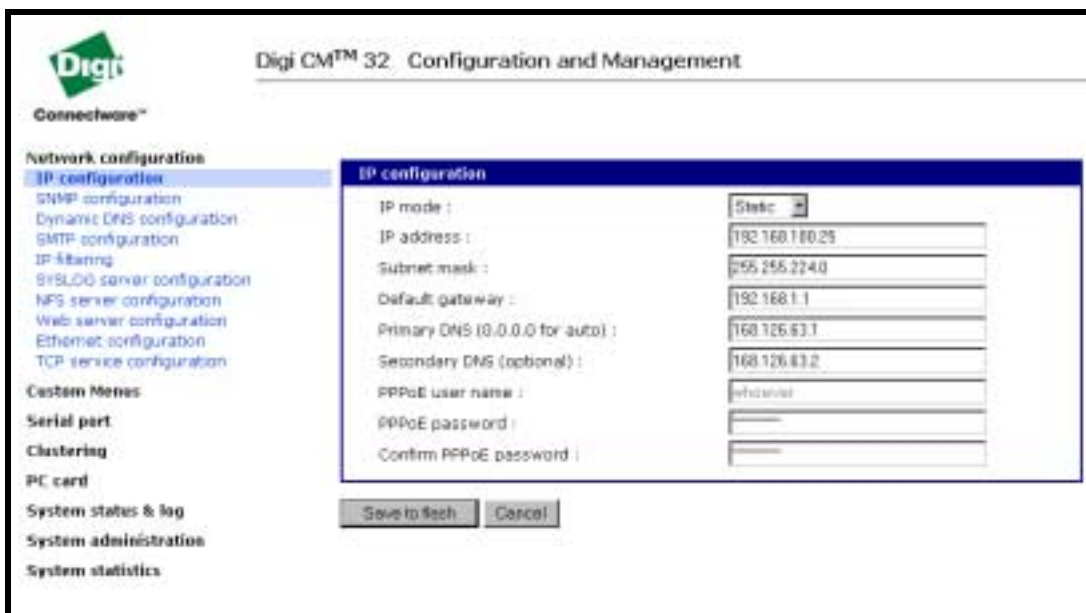 Digi
Connectware™
Digi CM™ 32 Configuration and Management
Network configuration
IP configuration
SNMP configuration
Dynamic DNS configuration
SMTP configuration
IP filtering
SYSLOG server configuration
NFS server configuration
Web server configuration
Ethernet configuration
TCP service configuration
Custom Menus
Serial port
Clustering
PC card
System status & log
System administration
System statistics
IP configuration
IP mode : Static
IP address : 192.168.100.25
Subnet mask : 255.255.224.0
Default gateway : 192.168.1.1
Primary DNS (0.0.0.0 for auto) : 168.126.63.1
Secondary DNS (optional) : 168.126.63.2
PPPoE user name : whoever
PPPoE password :
Confirm PPPoE password :
Save to flash Cancel